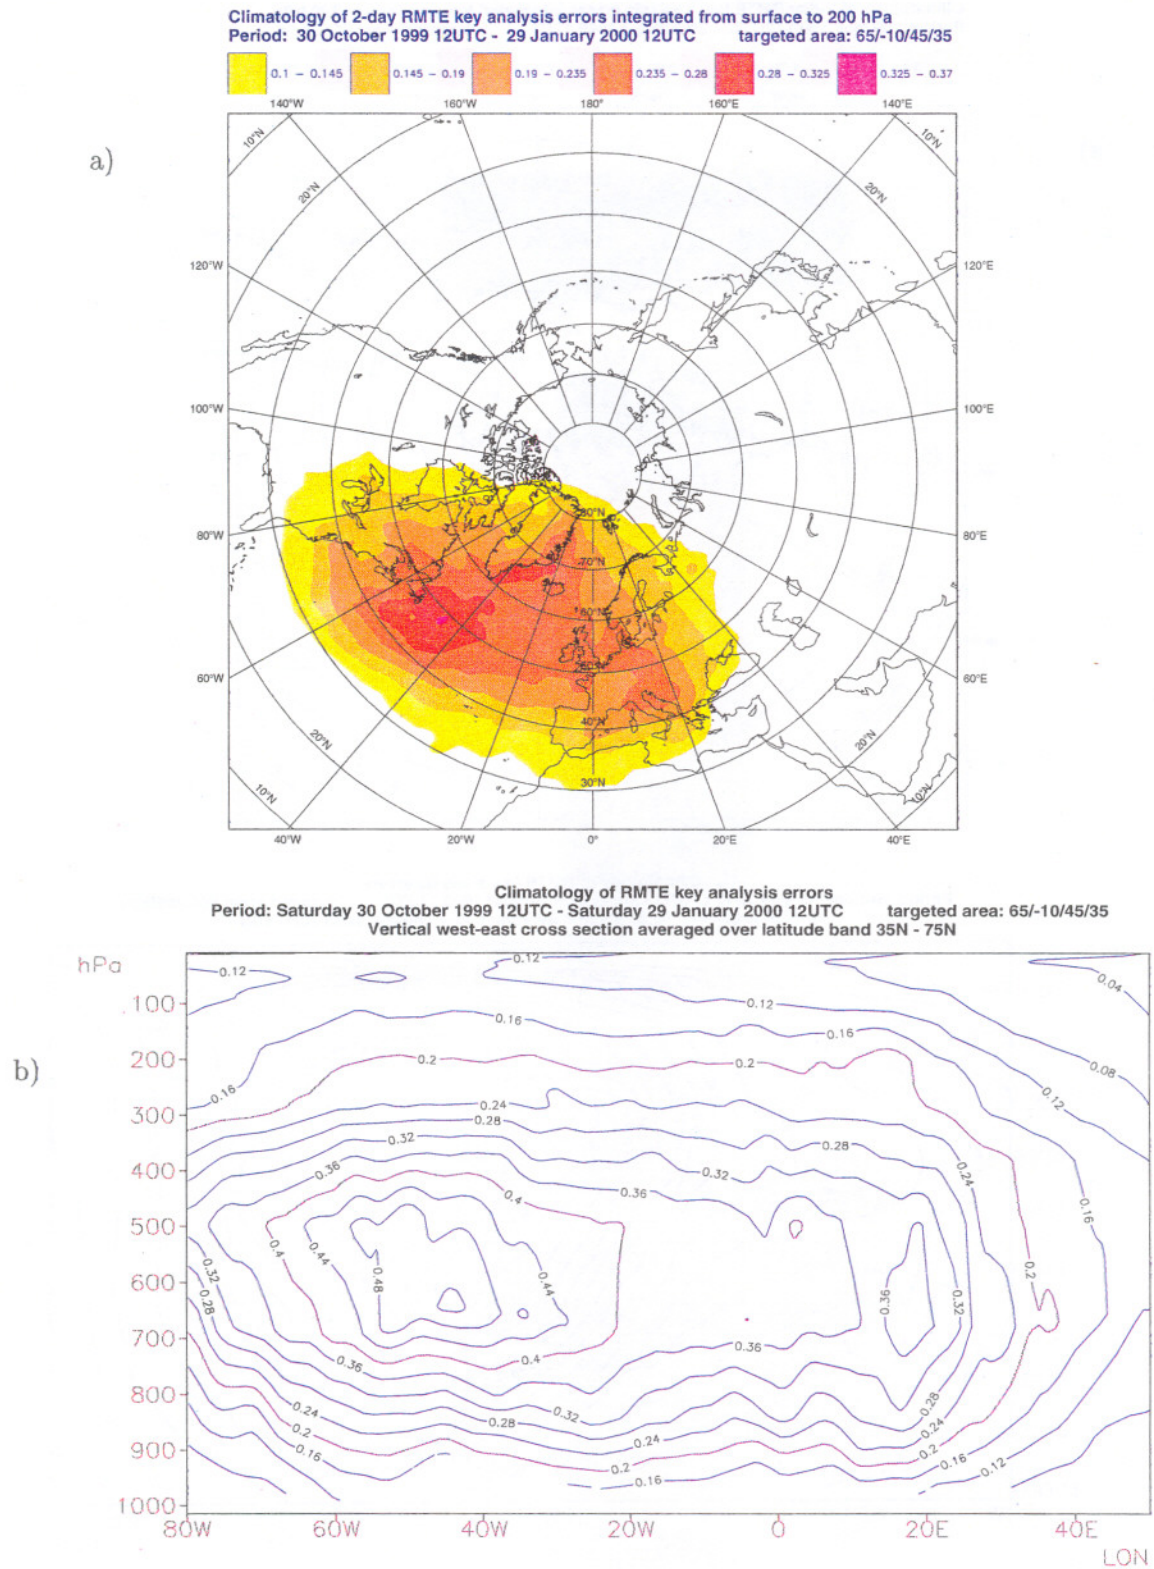 Climatology of 2-day RMTE key analysis errors integrated from surface to 200 hPa
Period: 30 October 1999 12UTC - 29 January 2000 12UTC targeted area: 65/-10/45/35
0.1 - 0.145 0.145 - 0.19 0.19 - 0.235 0.235 - 0.28 0.28 - 0.325 0.325 - 0.37
140°W 160°W 180° 160°E 140°E
10°N 10°N
a)
20°N 20°N
120°W 120°E
100°W 100°E
80°N
80°W 80°E
70°N
60°N
50°N
60°W 60°E
40°N
20°N 20°N
30°N
10°N 10°N
40°W 20°W 0° 20°E 40°E
Climatology of RMTE key analysis errors
Period: Saturday 30 October 1999 12UTC - Saturday 29 January 2000 12UTC targeted area: 65/-10/45/35
Vertical west-east cross section averaged over latitude band 35N - 75N
hPa
0.12 0.12 0.04
100 0.12
0.16 0.16
b)
200 0.2 0.2 0.08
0.16 0.24 0.12
300 0.28
0.32 0.28
400 0.36 0.32 0.24
0.4 0.36 0.16
500
0.4 0.44
0.32 0.48 0.44 0.2
600 0.28 0.36 0.32
700 0.36
0.36 0.4
800
0.24 0.32 0.28
0.2 0.28 0.24 0.24
900 0.16 0.2 0.2
0.16 0.16 0.12
1000
80W 60W 40W 20W 0 20E 40E
LON